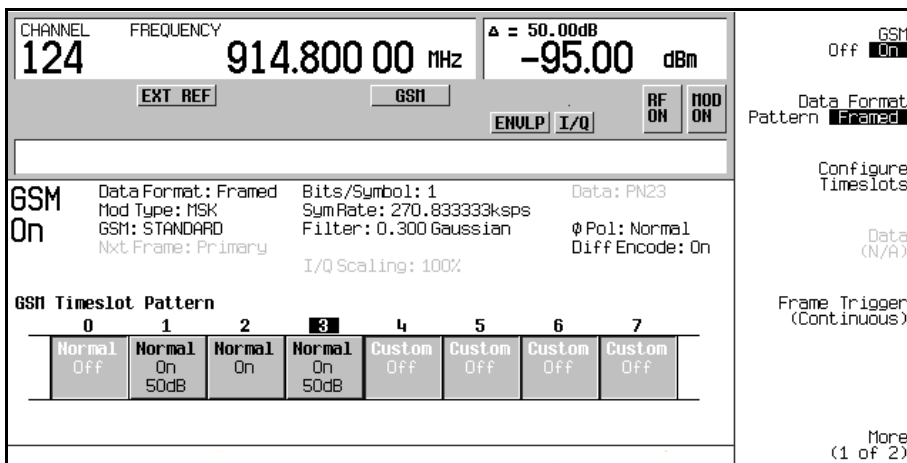 CHANNEL FREQUENCY
124 914.800 00 MHz
Δ = 50.00dB
-95.00 dBm
EXT REF GSM
ENVLP I/Q
RF ON
MOD ON
GSM On
Data Format: Framed Bits/Symbol: 1 Data: PN23
Mod Type: MSK Sym Rate: 270.833333ksps
GSM: STANDARD Filter: 0.300 Gaussian ϕ Pol: Normal
Nxt Frame: Primary Diff Encode: On
I/Q Scaling: 100%
GSM Timeslot Pattern
0 1 2 3 4 5 6 7
Normal Normal Normal Normal Custom Custom Custom Custom
Off On On On Off Off Off Off
50dB 50dB
GSM
Off On
Data Format
Pattern Framed
Configure
Timeslots
Data
(N/A)
Frame Trigger
(Continuous)
More
(1 of 2)